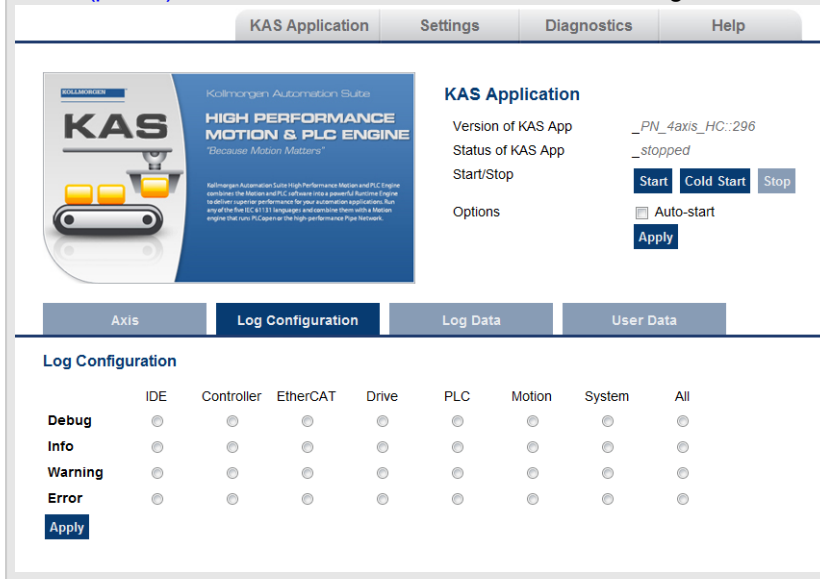 KAS Application Settings Diagnostics Help
KOLLMORGEN
KAS
Kollmorgen Automation Suite
HIGH PERFORMANCE
MOTION & PLC ENGINE
"Because Motion Matters"
Kollmorgen Automation Suite High Performance Motion and PLC Engine
combines the Motion and PLC software into a powerful Runtime Engine
to deliver superior performance for your automation applications. Run
any of the five IEC 61131 languages and combine them with a Motion
engine that runs PLCopen or the high-performance Pipe Network.
KAS Application
Version of KAS App _PN_4axis_HC::296
Status of KAS App _stopped
Start/Stop Start Cold Start Stop
Options Auto-start
Apply
Axis Log Configuration Log Data User Data
Log Configuration
IDE Controller EtherCAT Drive PLC Motion System All
Debug
Info
Warning
Error
Apply